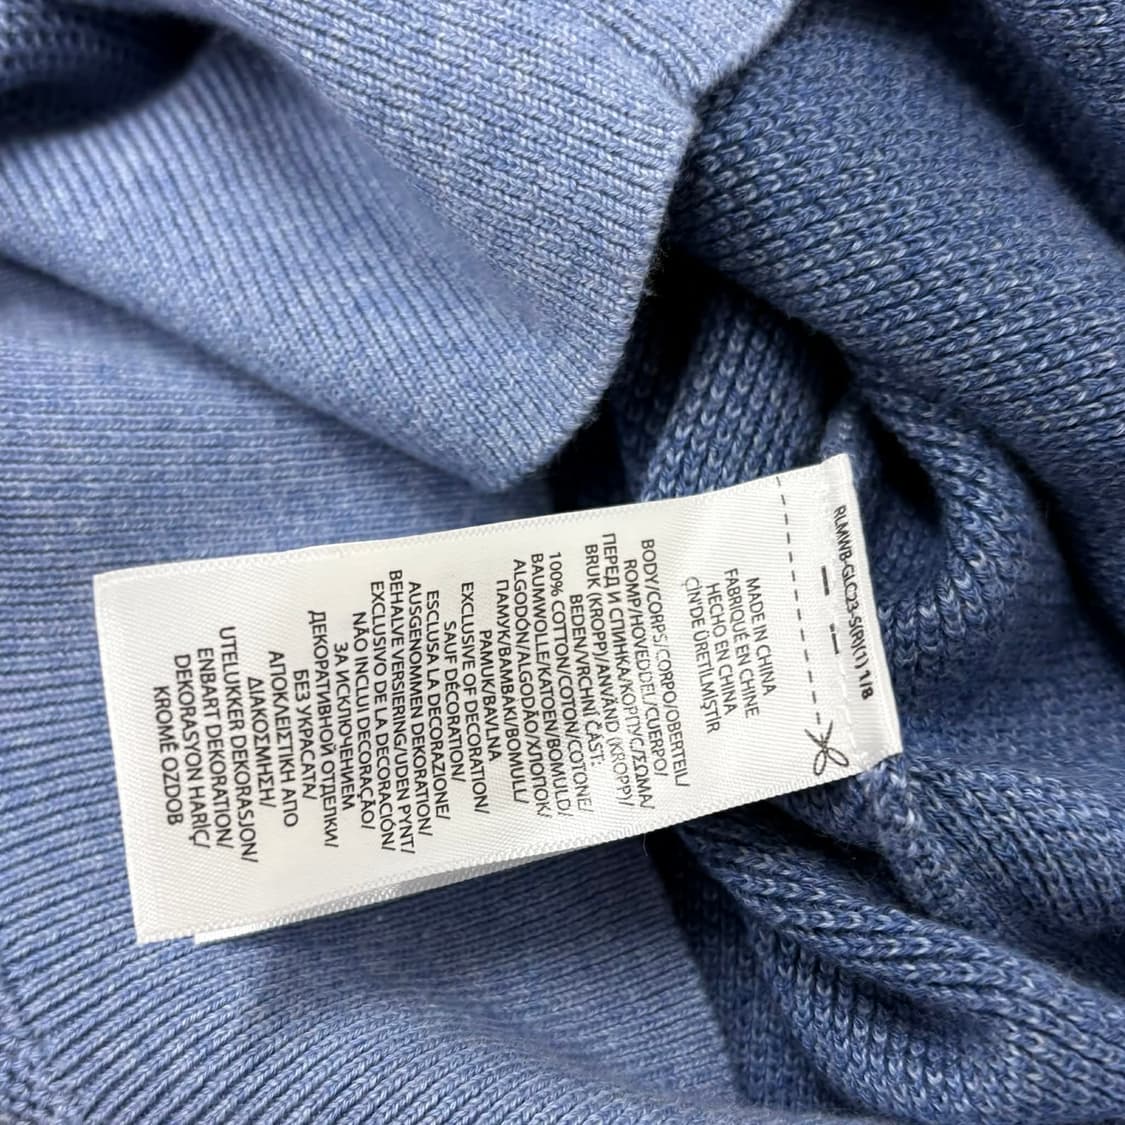 RLMWB-GLC23-S(RK1) 1/8
MADE IN CHINA
FABRIQUÉ EN CHINE
HECHO EN CHINA
ÇİN'DE ÜRETİLMİŞTİR
BODY/CORPS/CORPO/OBERTEIL/
ROMP/HOVEDDEL/CUERPO/
ПЕРЕД И СПИНКА/КОРПУС/ΣΩΜΑ/
BRUK (KROPP)/ANVÄND (KROPP)/
BEDEN/VRCHNÍ ČÁST:
100% COTTON/COTON/COTONE/
BAUMWOLLE/KATOEN/BOMULD/
ALGODÓN/ALGODÃO/ХЛОПОК/
ΠΑΜΥΚ/ΒΑΜΒΑΚΙ/BOMULL/
PAMUK/BAVLNA
EXCLUSIVE OF DECORATION/
SAUF DÉCORATION/
ESCLUSA LA DECORAZIONE/
AUSGENOMMEN DEKORATION/
BEHALVE VERSIERING/UDEN PYNT/
EXCLUSIVO DE LA DECORACIÓN/
NÃO INCLUI DECORAÇÃO/
ЗА ИСКЛЮЧЕНИЕМ
ДЕКОРАТИВНОЙ ОТДЕЛКИ/
БЕЗ УКРАСАТА/
ΑΠΟΚΛΕΙΣΤΙΚΗ ΑΠΟ
ΔΙΑΚΟΣΜΗΣΗ/
UTELUKKER DEKORASJON/
ENBART DEKORATION/
DEKORASYON HARİÇ/
KROMĚ OZDOB